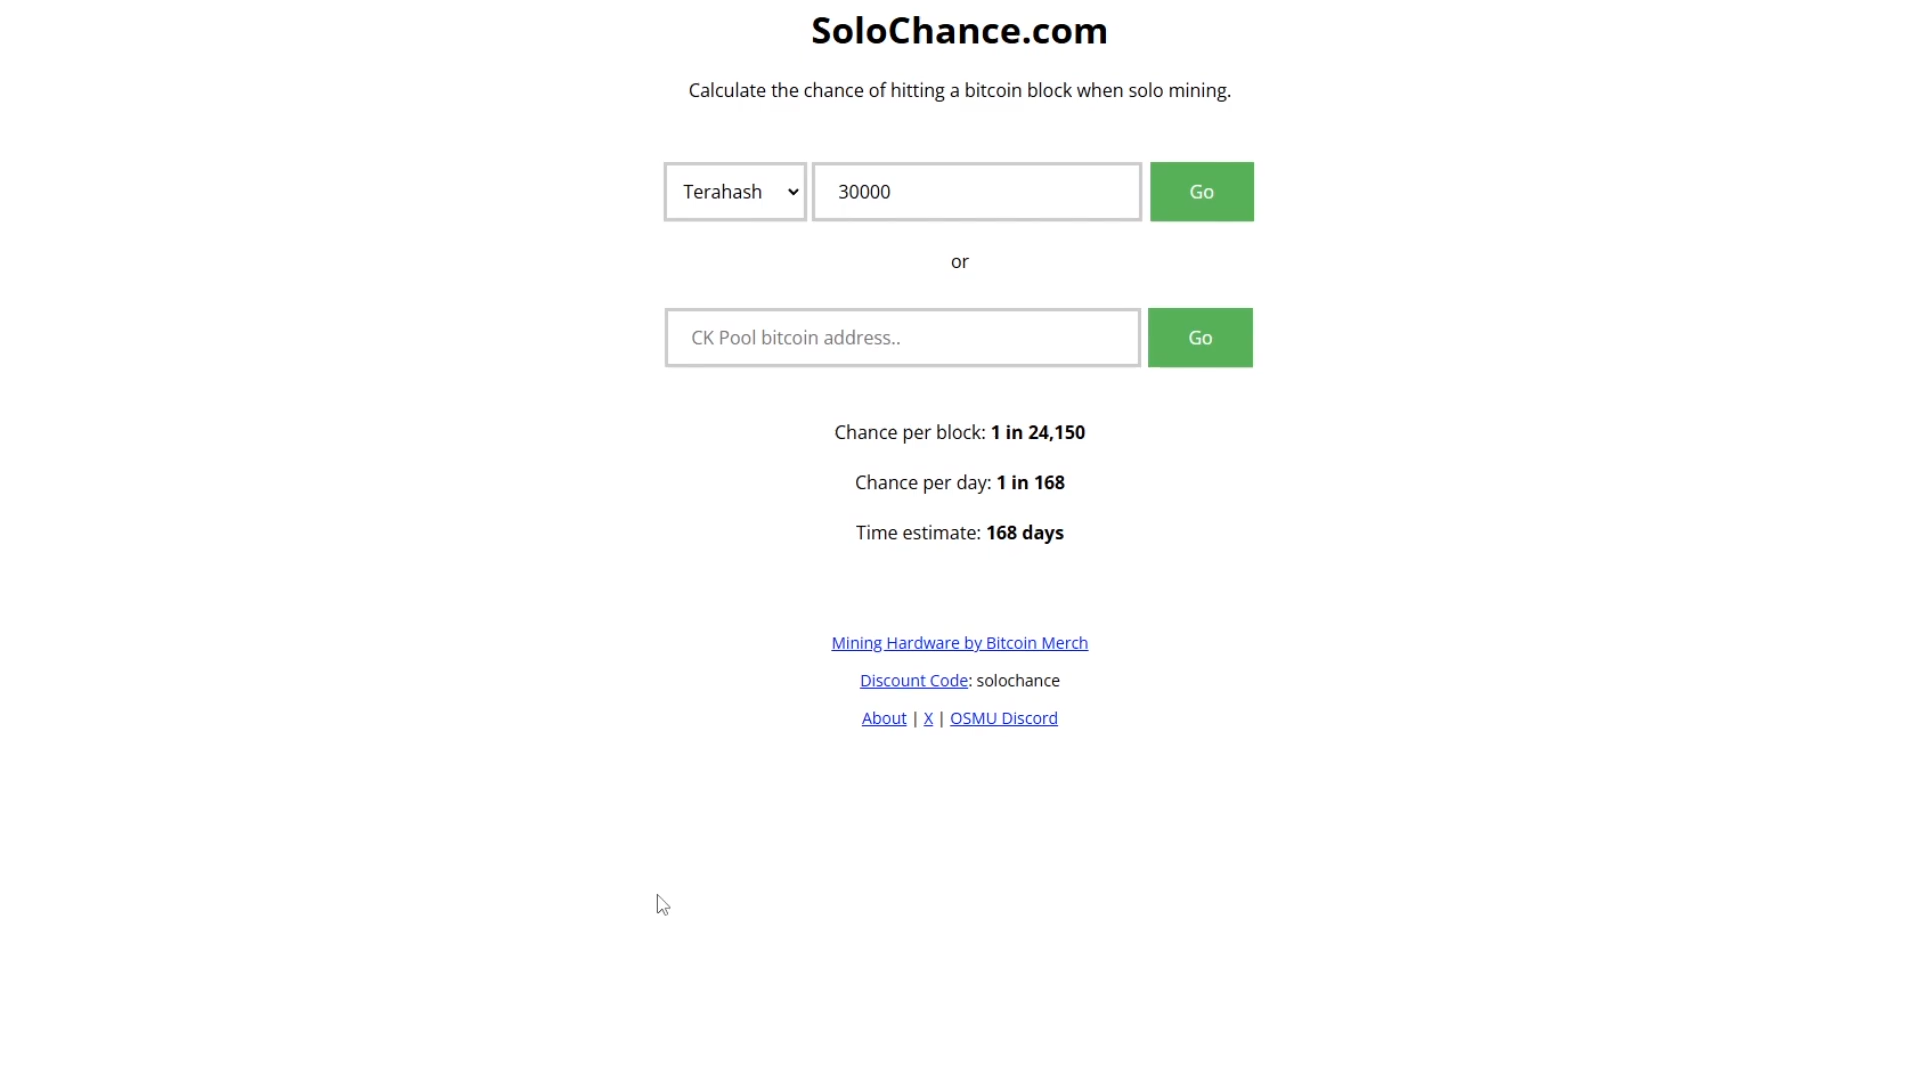 SoloChance.com
Calculate the chance of hitting a bitcoin block when solo mining.
Terahash 30000 Go
or
CK Pool bitcoin address.. Go
Chance per block: 1 in 24,150
Chance per day: 1 in 168
Time estimate: 168 days
Mining Hardware by Bitcoin Merch
Discount Code: solochance
About | X | OSMU Discord